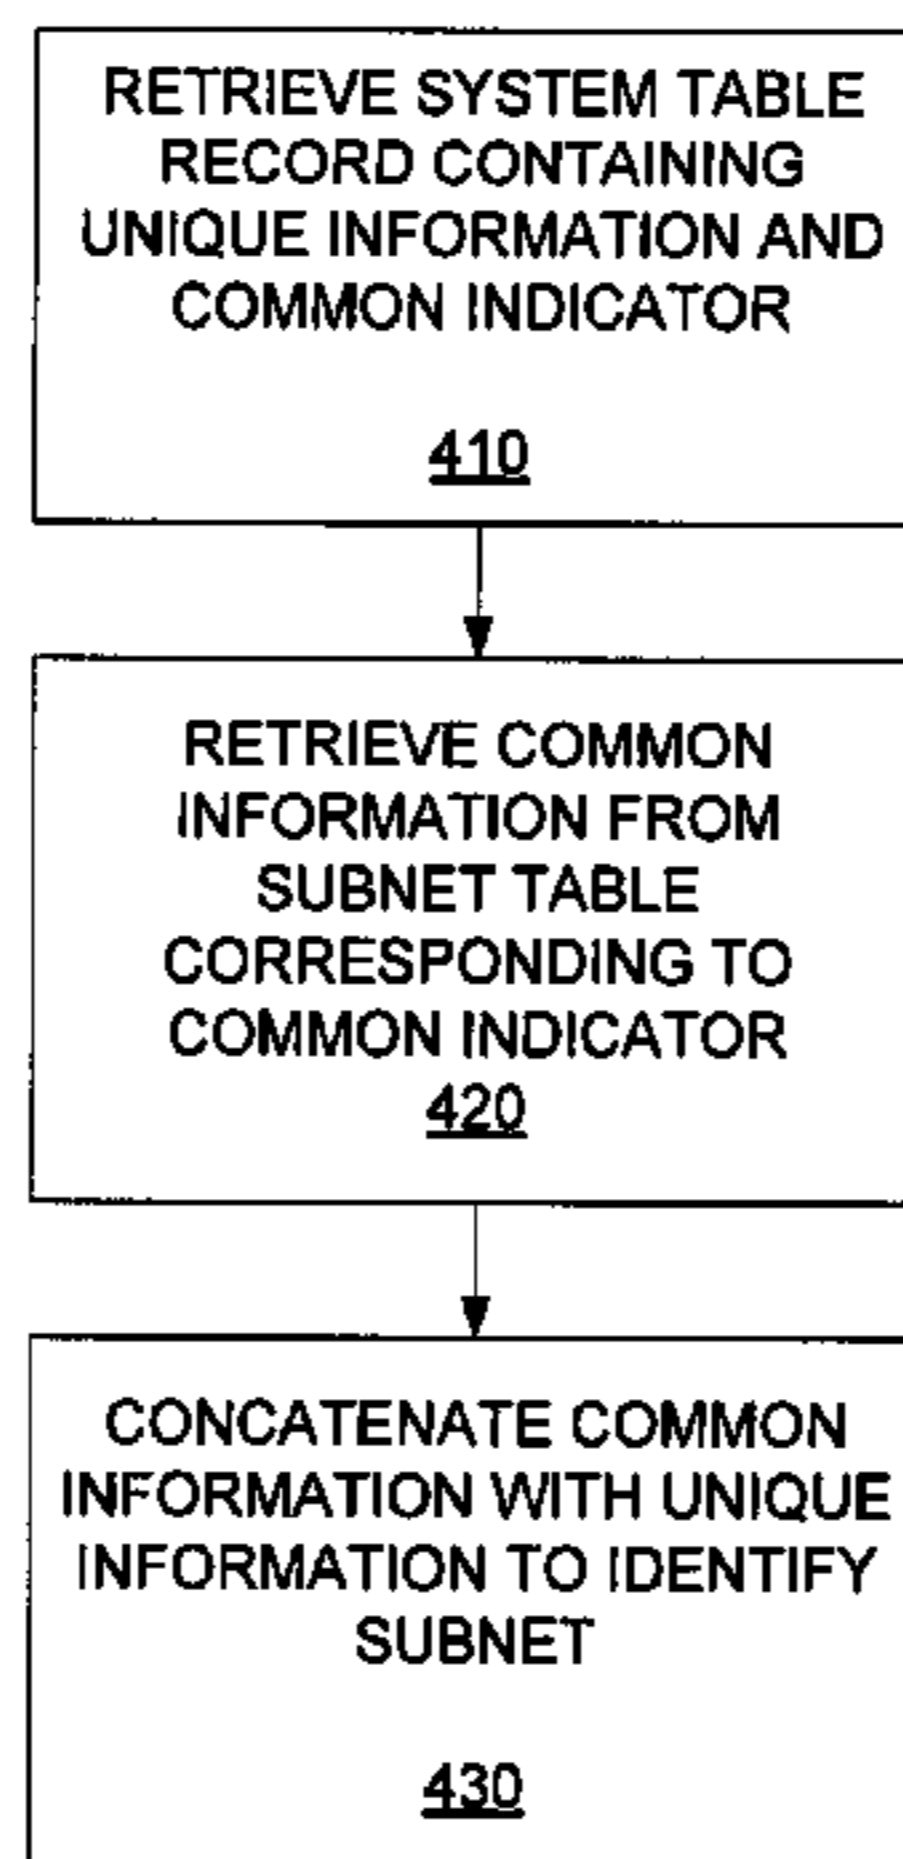 RETRIEVE SYSTEM TABLE
RECORD CONTAINING
UNIQUE INFORMATION AND
COMMON INDICATOR
410
RETRIEVE COMMON
INFORMATION FROM
SUBNET TABLE
CORRESPONDING TO
COMMON INDICATOR
420
CONCATENATE COMMON
INFORMATION WITH UNIQUE
INFORMATION TO IDENTIFY
SUBNET
430